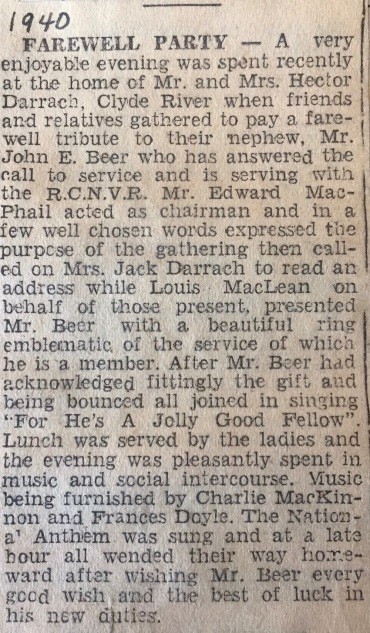 1940
FAREWELL PARTY — A very
enjoyable evening was spent recently
at the home of Mr. and Mrs. Hector
Darrach, Clyde River when friends
and relatives gathered to pay a fare-
well tribute to their nephew, Mr.
John E. Beer who has answered the
call to service and is serving with
the R.C.N.V.R. Mr. Edward Mac-
Phail acted as chairman and in a
few well chosen words expressed the
purpose of the gathering then call-
ed on Mrs. Jack Darrach to read an
address while Louis MacLean on
behalf of those present, presented
Mr. Beer with a beautiful ring
emblematic of the service of which
he is a member. After Mr. Beer had
acknowledged fittingly the gift and
being bounced all joined in singing
"For He's A Jolly Good Fellow".
Lunch was served by the ladies and
the evening was pleasantly spent in
music and social intercourse. Music
being furnished by Charlie MacKin-
non and Frances Doyle. The Nation-
a' Anthem was sung and at a late
hour all wended their way home-
ward after wishing Mr. Beer every
good wish and the best of luck in
his new duties.